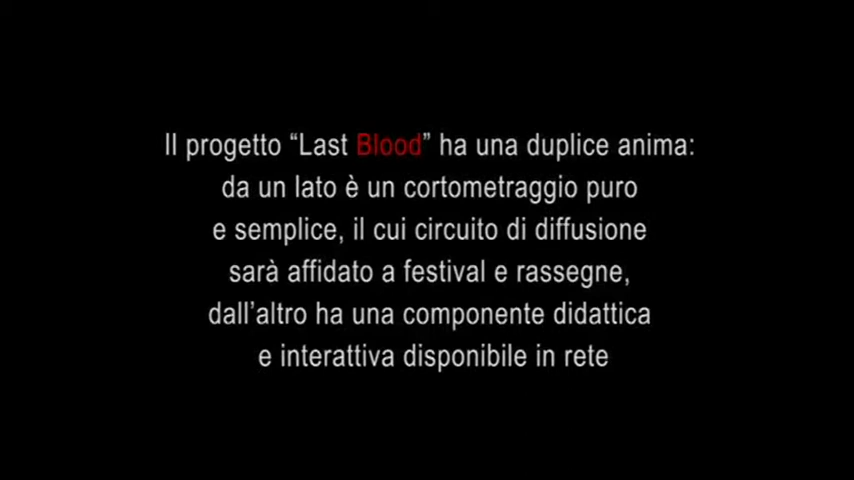 Il progetto “Last Blood” ha una duplice anima:
da un lato è un cortometraggio puro
e semplice, il cui circuito di diffusione
sarà affidato a festival e rassegne,
dall’altro ha una componente didattica
e interattiva disponibile in rete